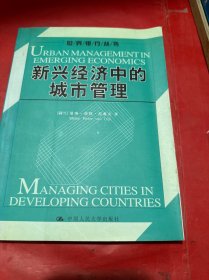 世界银行丛书
URBAN MANAGEMENT IN
EMERGING ECONOMICS
新兴经济中的
城市管理
MANAGING CITIES IN
DEVELOPING COUNTRIES
中国人民大学出版社